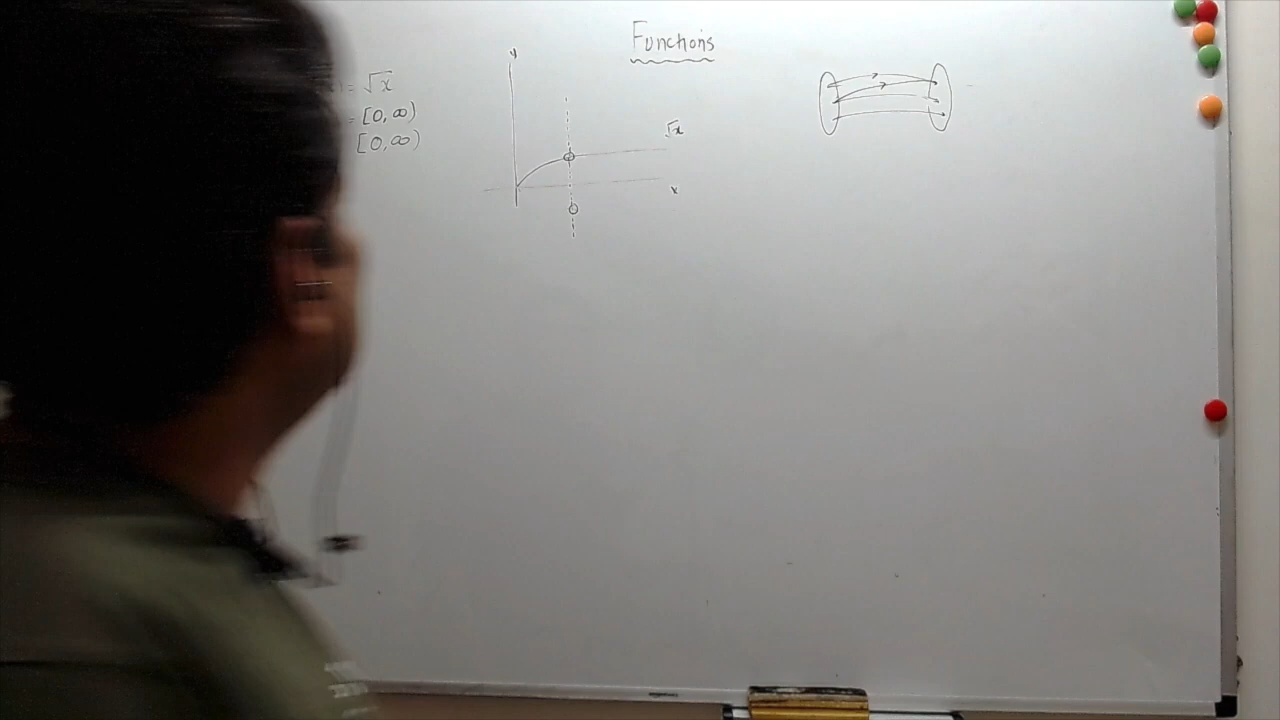 Functions
= √x
= [0, ∞)
[0, ∞)
y
√x
x